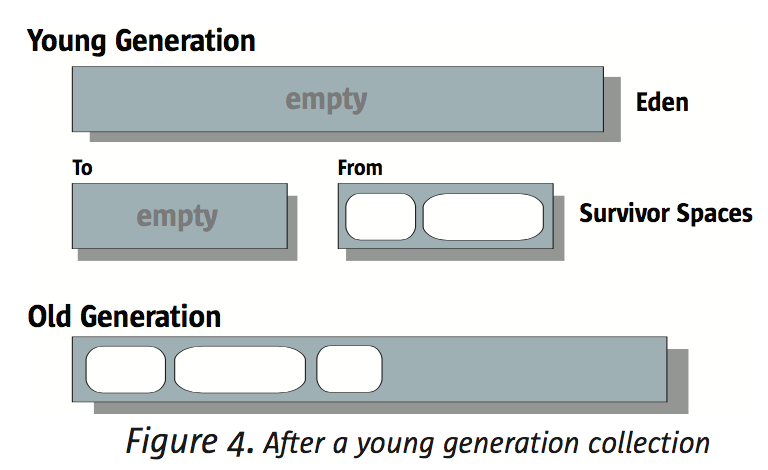 Young Generation
empty
Eden
To
From
empty
Survivor Spaces
Old Generation
Figure 4. After a young generation collection